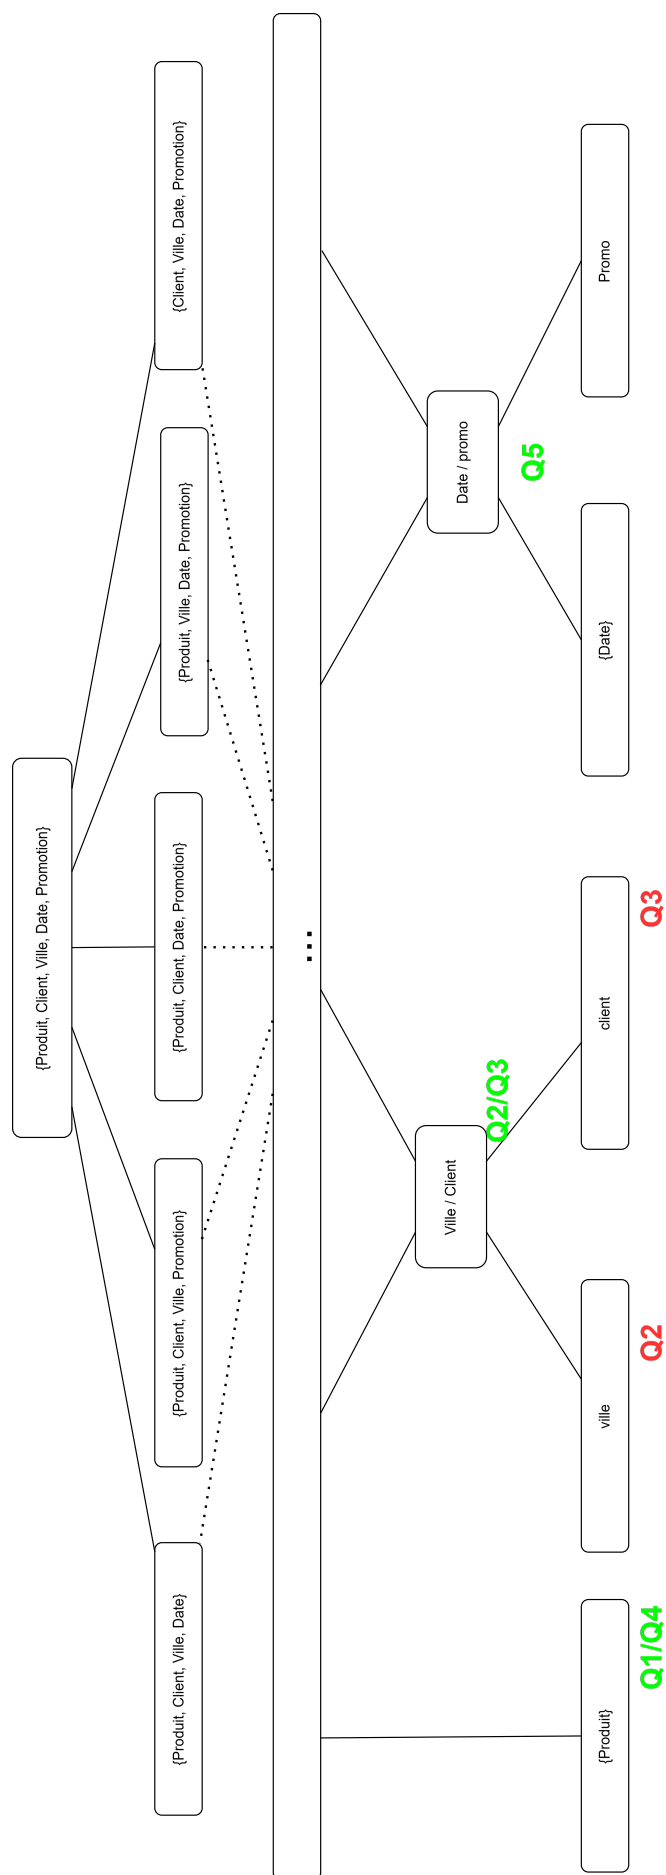 {Produit, Client, Ville, Date, Promotion}
{Produit, Client, Ville, Date}
{Produit, Client, Ville, Promotion}
{Produit, Client, Date, Promotion}
{Produit, Ville, Date, Promotion}
{Client, Ville, Date, Promotion}
...
Ville / Client
Date / promo
Q2/Q3
Q5
{Produit}
ville
client
{Date}
Promo
Q1/Q4
Q2
Q3